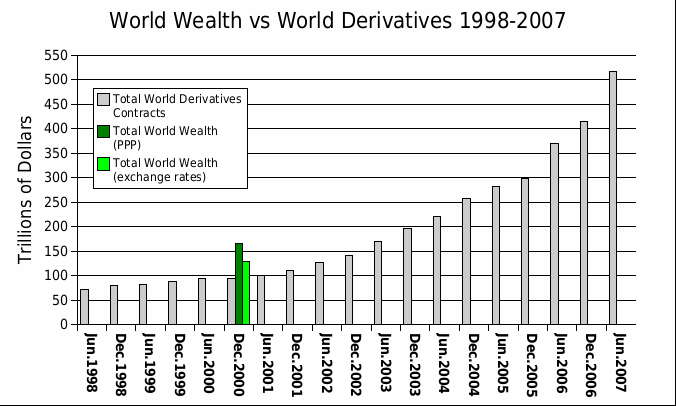 World Wealth vs World Derivatives 1998-2007
Trillions of Dollars
550
500
450
400
350
300
250
200
150
100
50
0
Total World Derivatives
Contracts
Total World Wealth
(PPP)
Total World Wealth
(exchange rates)
Jun.1998
Dec.1998
Jun.1999
Dec.1999
Jun.2000
Dec.2000
Jun.2001
Dec.2001
Jun.2002
Dec.2002
Jun.2003
Dec.2003
Jun.2004
Dec.2004
Jun.2005
Dec.2005
Jun.2006
Dec.2006
Jun.2007